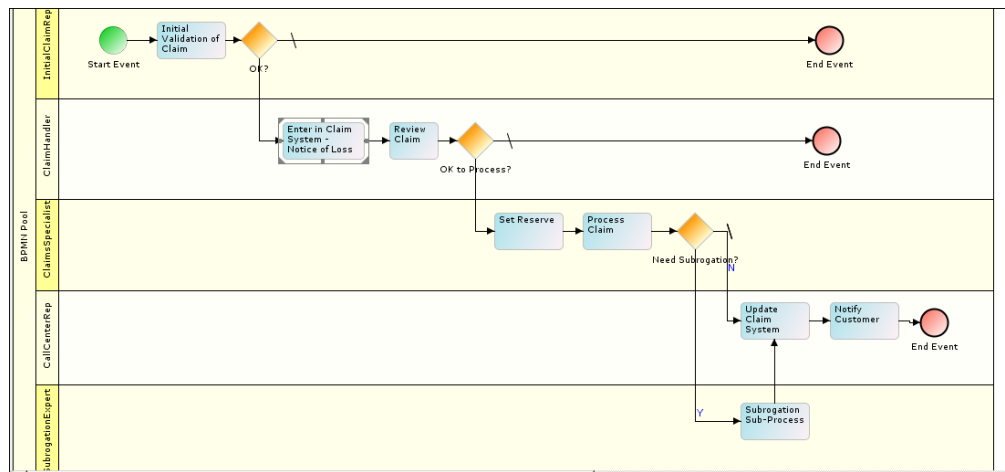 BPMN Pool
InitialClaimRep
Start Event
Initial
Validation of
Claim
OK?
End Event
ClaimHandler
Enter in Claim
System -
Notice of Loss
Review
Claim
OK to Process?
End Event
ClaimsSpecialist
Set Reserve
Process
Claim
Need Subrogation?
N
CallCenterRep
Update
Claim
System
Notify
Customer
End Event
SubrogationExpert
Y
Subrogation
Sub-Process